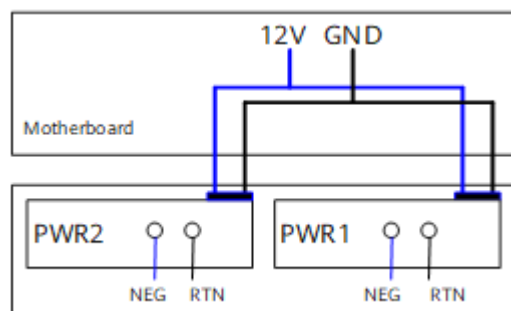 12V GND
Motherboard
PWR2
PWR1
NEG RTN
NEG RTN